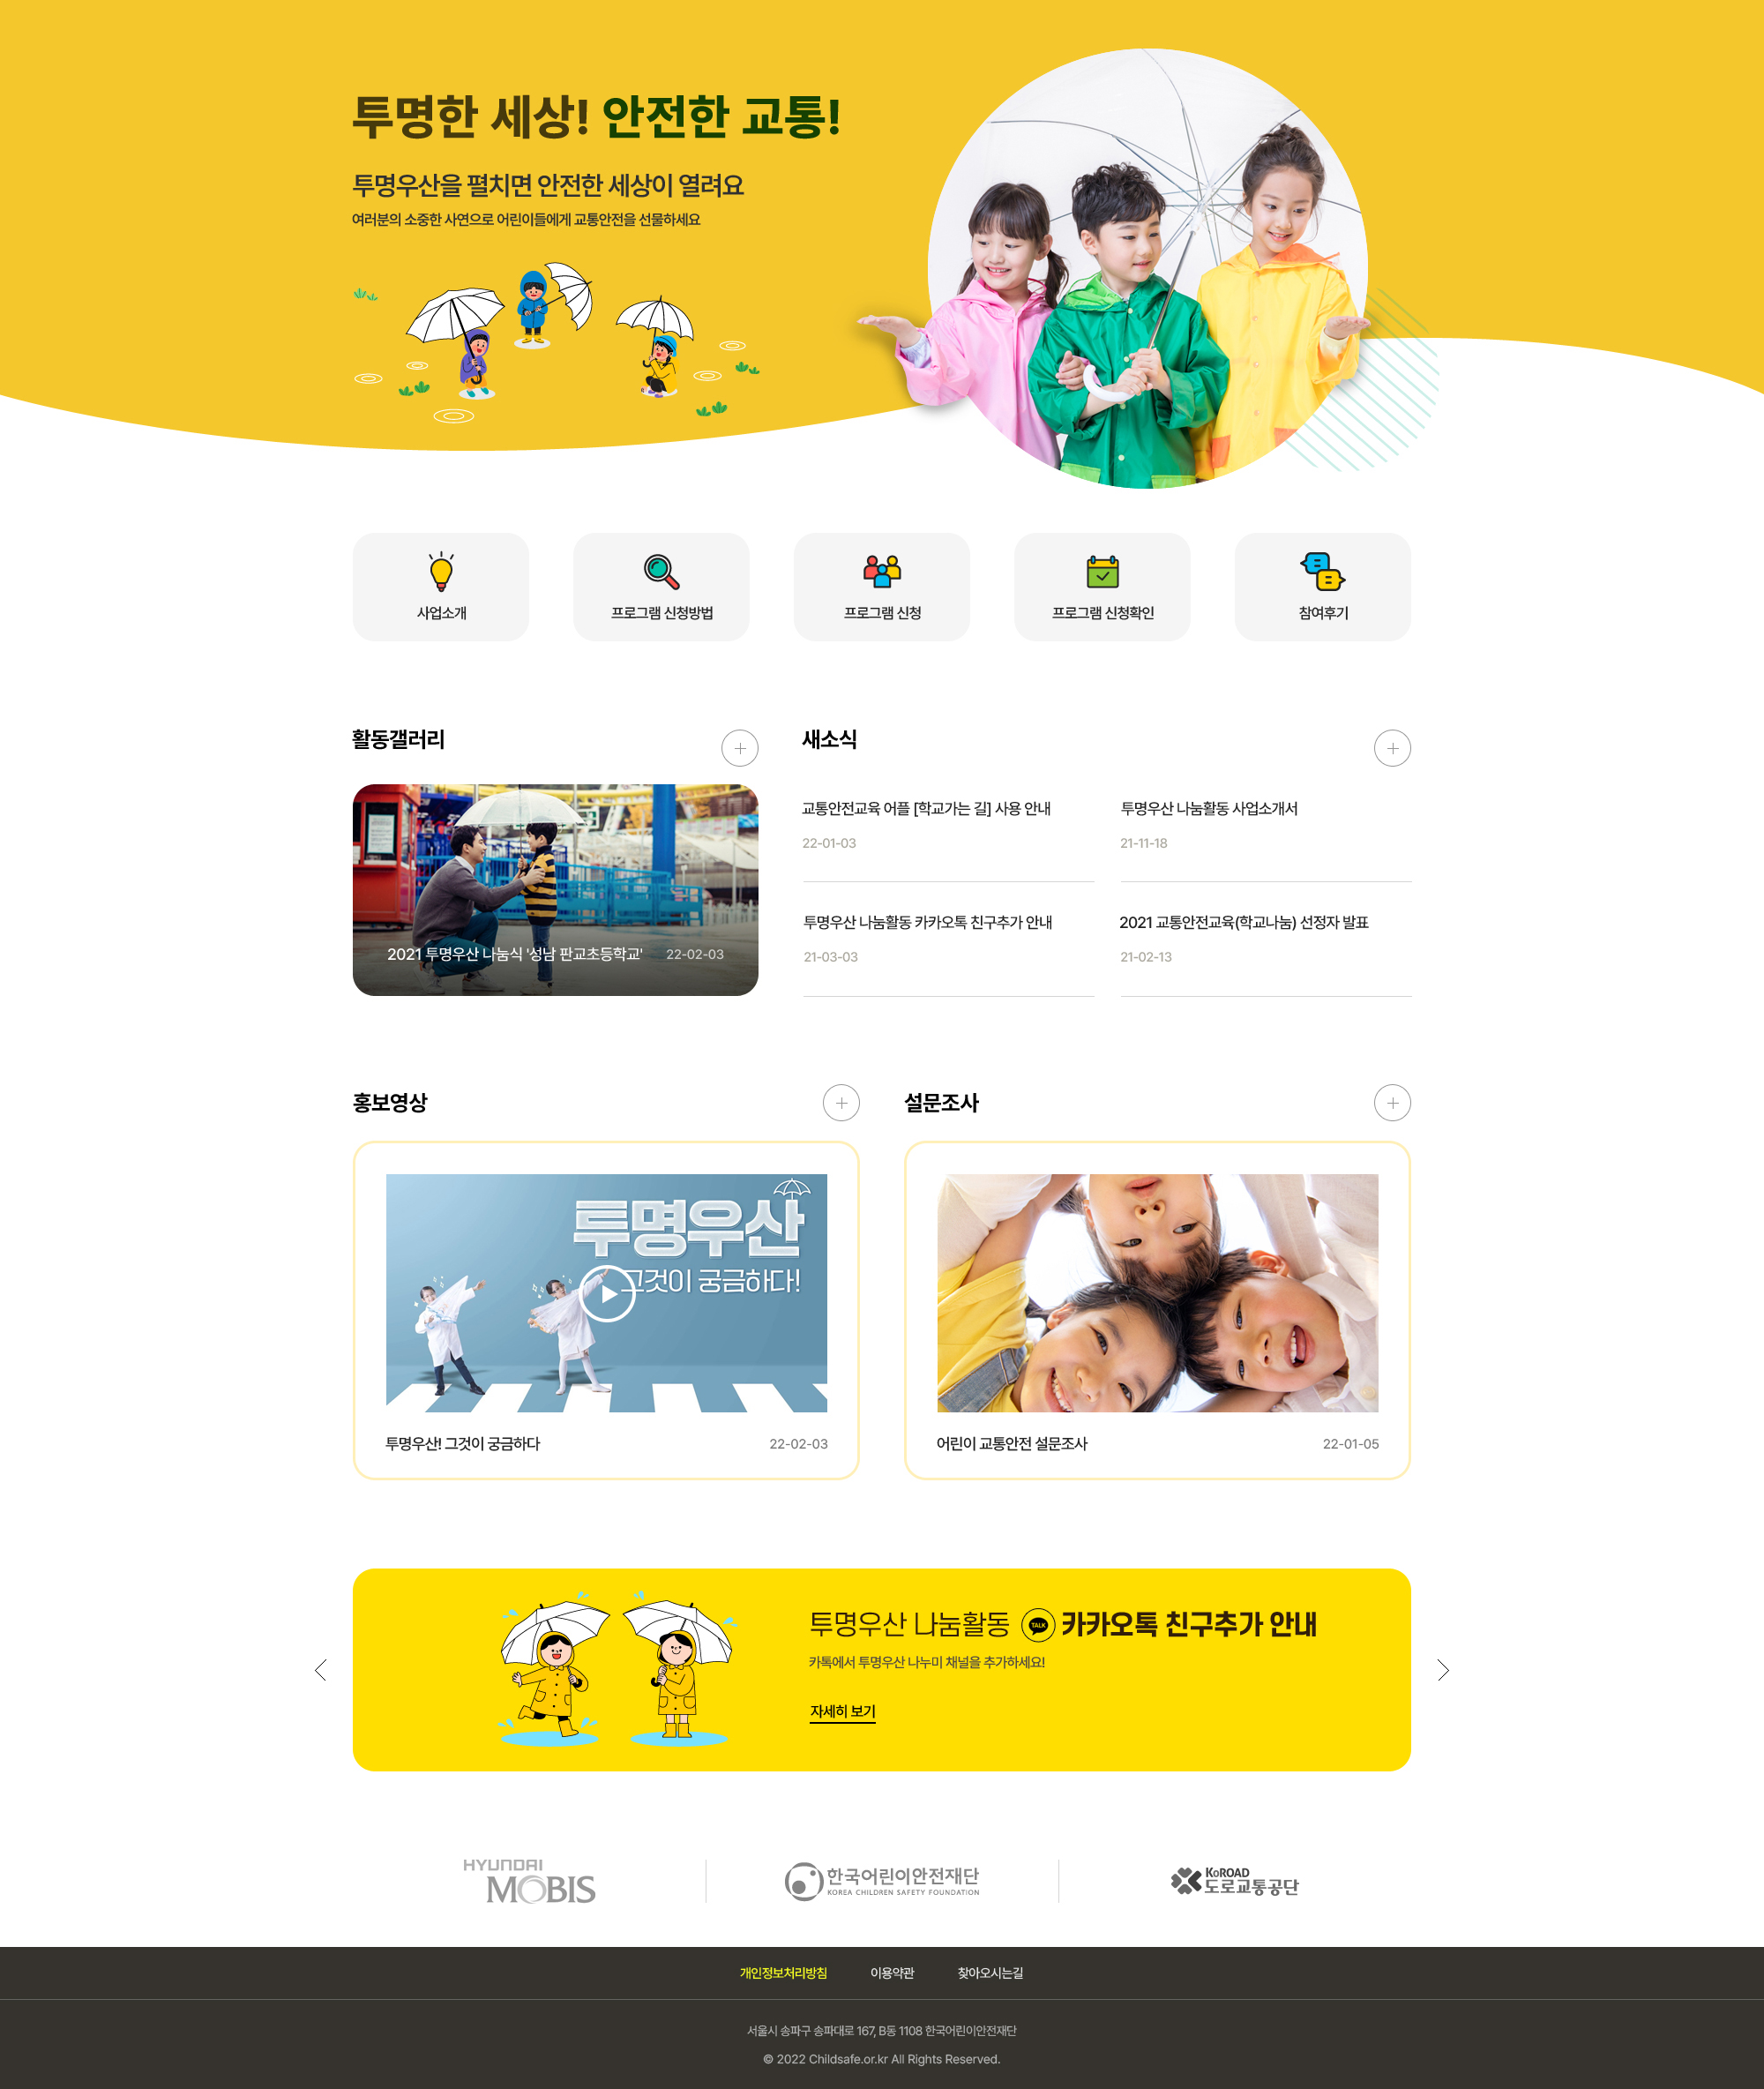 투명한 세상! 안전한 교통!
투명우산을 펼치면 안전한 세상이 열려요
여러분의 소중한 사연으로 어린이들에게 교통안전을 선물하세요
사업소개
프로그램 신청방법
프로그램 신청
프로그램 신청확인
참여후기
활동갤러리
2021 투명우산 나눔식 '성남 판교초등학교' 22-02-03
새소식
교통안전교육 어플 [학교가는 길] 사용 안내
22-01-03
투명우산 나눔활동 사업소개서
21-11-18
투명우산 나눔활동 카카오톡 친구추가 안내
21-03-03
2021 교통안전교육(학교나눔) 선정자 발표
21-02-13
홍보영상
투명우산
그것이 궁금하다!
투명우산! 그것이 궁금하다 22-02-03
설문조사
어린이 교통안전 설문조사 22-01-05
투명우산 나눔활동 TALK 카카오톡 친구추가 안내
카톡에서 투명우산 나누미 채널을 추가하세요!
자세히 보기
HYUNDAI
MOBIS
한국어린이안전재단
KOREA CHILDREN SAFETY FOUNDATION
KoROAD
도로교통공단
개인정보처리방침 이용약관 찾아오시는길
서울시 송파구 송파대로 167, B동 1108 한국어린이안전재단
© 2022 Childsafe.or.kr All Rights Reserved.